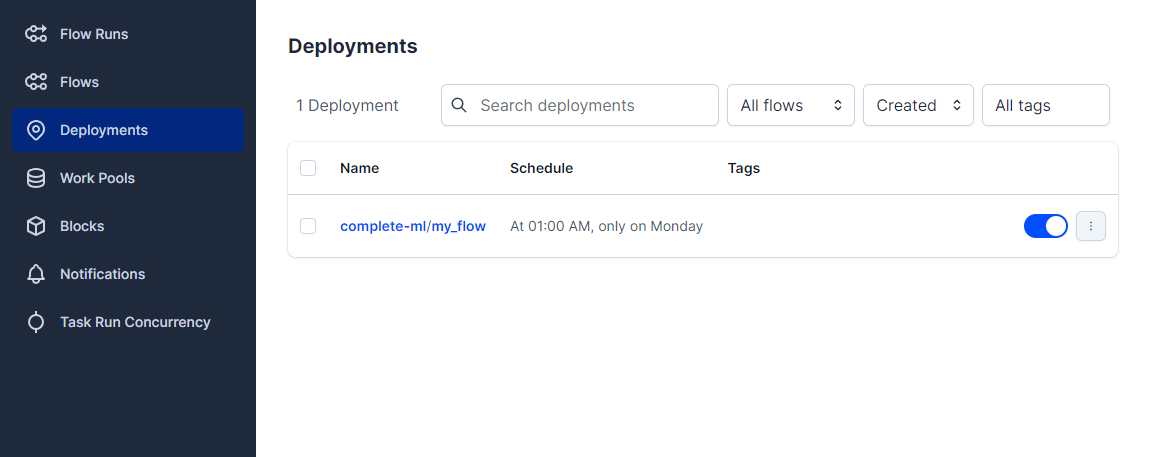 Flow Runs
Flows
Deployments
Work Pools
Blocks
Notifications
Task Run Concurrency
Deployments
1 Deployment
Search deployments
All flows
Created
All tags
Name Schedule Tags
complete-ml/my_flow At 01:00 AM, only on Monday